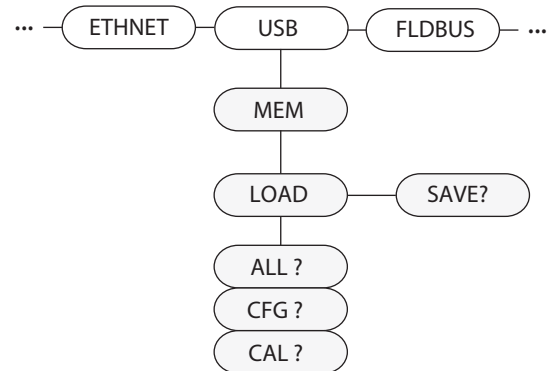 ... ETHNET USB FLDBUS ...
MEM
LOAD SAVE?
ALL ?
CFG ?
CAL ?